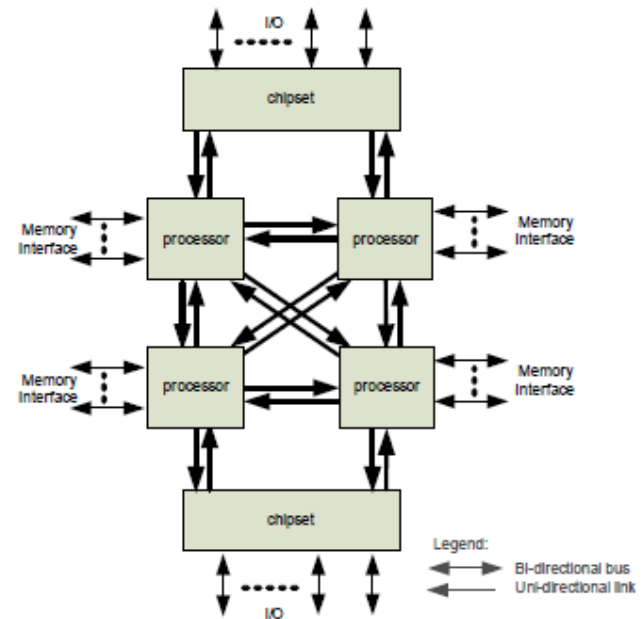 I/O
chipset
processor
processor
Memory
Interface
Memory
Interface
processor
processor
Memory
Interface
Memory
Interface
chipset
I/O
Legend:
Bi-directional bus
Uni-directional link